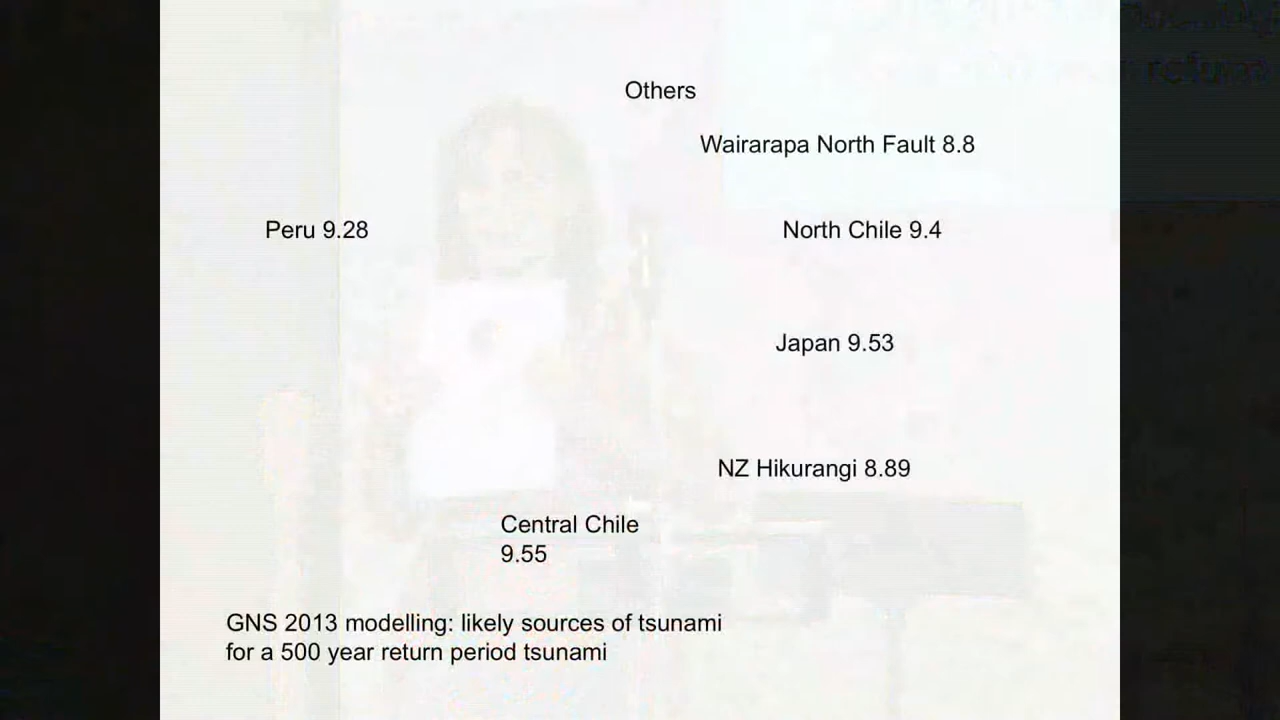 Others
Wairarapa North Fault 8.8
Peru 9.28
North Chile 9.4
Japan 9.53
NZ Hikurangi 8.89
Central Chile
9.55
GNS 2013 modelling: likely sources of tsunami
for a 500 year return period tsunami